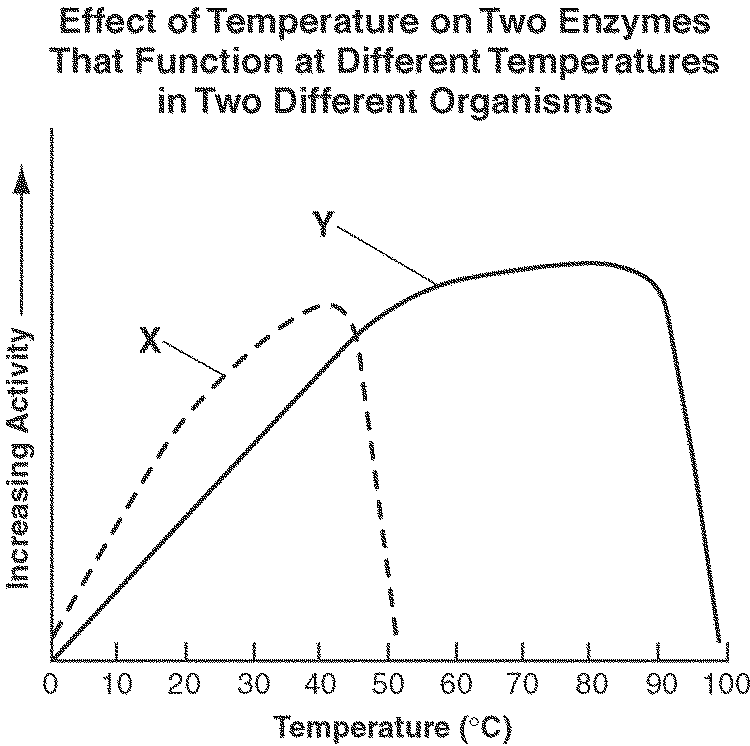 Effect of Temperature on Two Enzymes
That Function at Different Temperatures
in Two Different Organisms
Increasing Activity
Y
X
0 10 20 30 40 50 60 70 80 90 100
Temperature (°C)